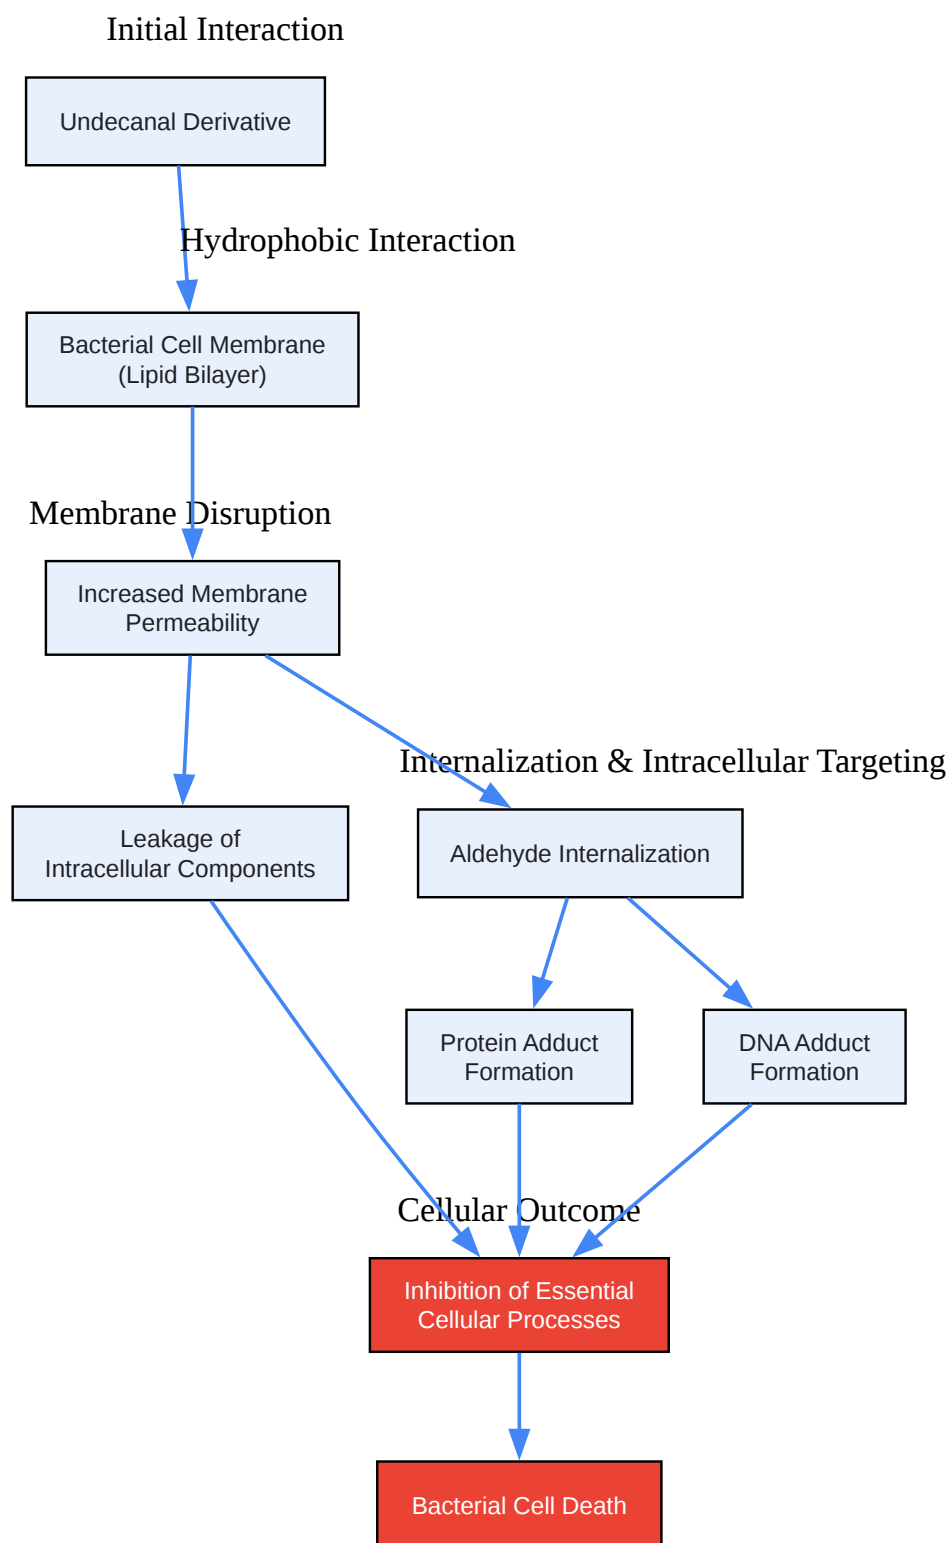 Initial Interaction
Undecanal Derivative
Hydrophobic Interaction
Bacterial Cell Membrane
(Lipid Bilayer)
Membrane Disruption
Increased Membrane
Permeability
Internalization & Intracellular Targeting
Leakage of
Intracellular Components
Aldehyde Internalization
Protein Adduct
Formation
DNA Adduct
Formation
Cellular Outcome
Inhibition of Essential
Cellular Processes
Bacterial Cell Death